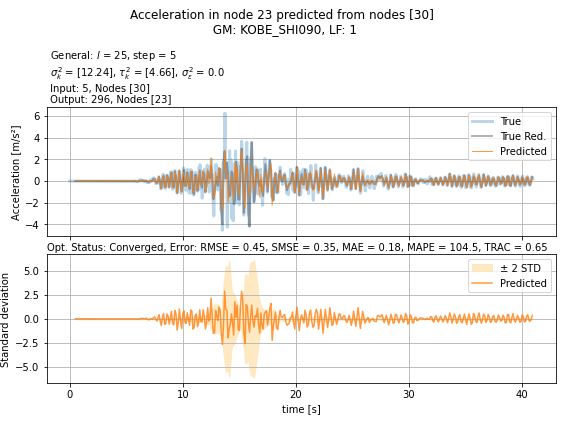 Acceleration in node 23 predicted from nodes [30]
GM: KOBE_SHI090, LF: 1
General: l = 25, step = 5
σ²ₖ = [12.24], τ²ₖ = [4.66], σ²ε = 0.0
Input: 5, Nodes [30]
Output: 296, Nodes [23]
Acceleration [m/s²]
6
4
2
0
−2
−4
True
True Red.
Predicted
Opt. Status: Converged, Error: RMSE = 0.45, SMSE = 0.35, MAE = 0.18, MAPE = 104.5, TRAC = 0.65
Standard deviation
5.0
2.5
0.0
−2.5
−5.0
± 2 STD
Predicted
0 10 20 30 40
time [s]